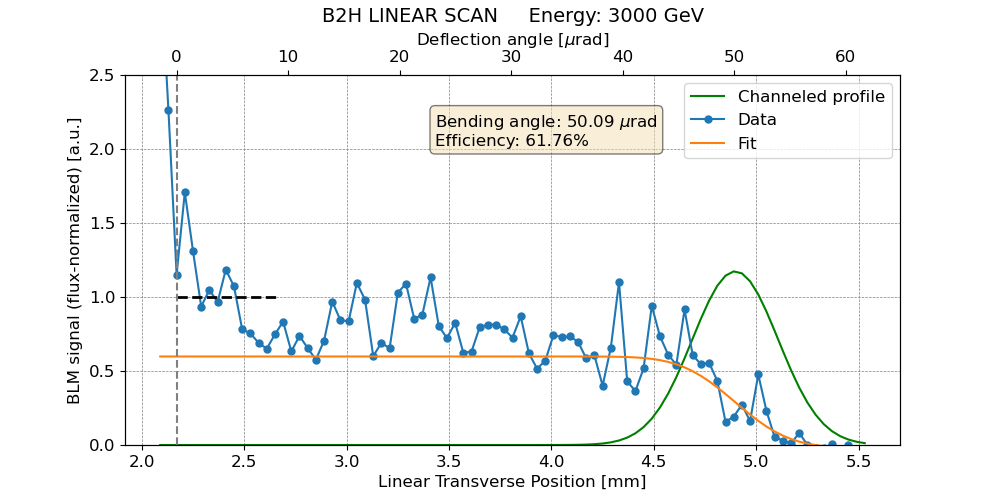 B2H LINEAR SCAN Energy: 3000 GeV
Deflection angle [μrad]
0 10 20 30 40 50 60
Channeled profile
Data
Fit
Bending angle: 50.09 μrad
Efficiency: 61.76%
BLM signal (flux-normalized) [a.u.]
2.5
2.0
1.5
1.0
0.5
0.0
2.0 2.5 3.0 3.5 4.0 4.5 5.0 5.5
Linear Transverse Position [mm]